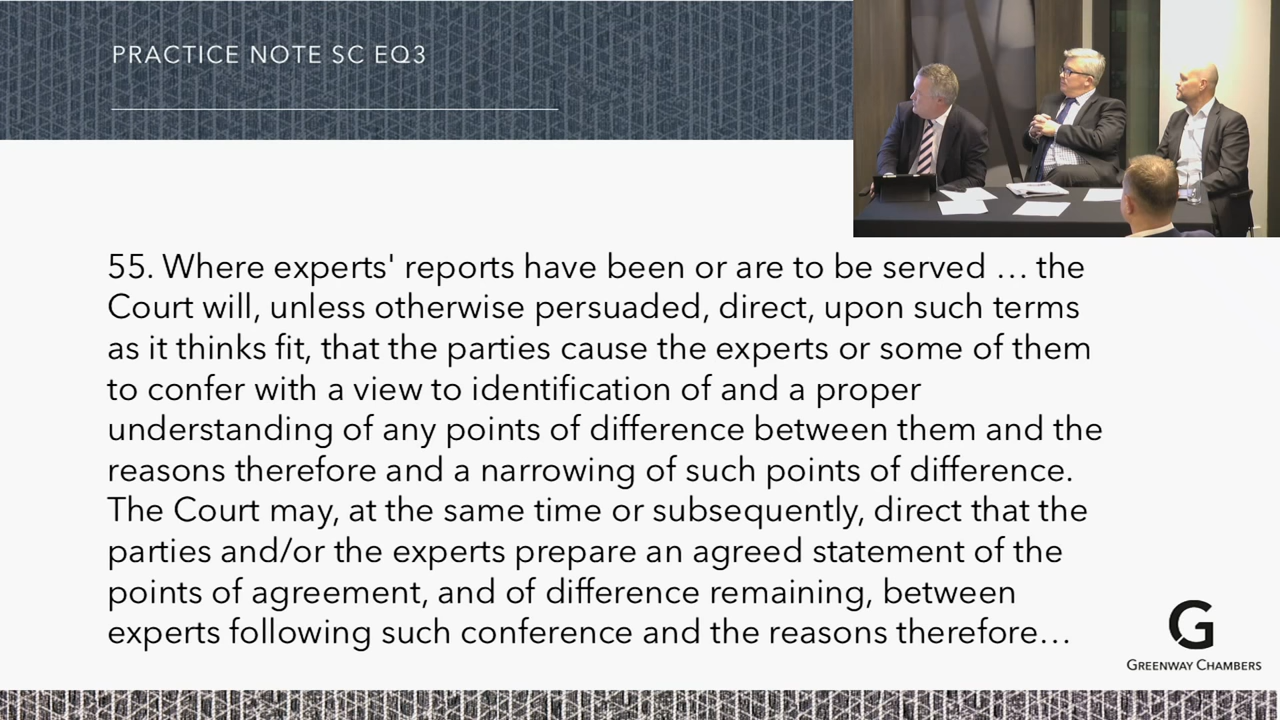 PRACTICE NOTE SC EQ3
55. Where experts' reports have been or are to be served … the
Court will, unless otherwise persuaded, direct, upon such terms
as it thinks fit, that the parties cause the experts or some of them
to confer with a view to identification of and a proper
understanding of any points of difference between them and the
reasons therefore and a narrowing of such points of difference.
The Court may, at the same time or subsequently, direct that the
parties and/or the experts prepare an agreed statement of the
points of agreement, and of difference remaining, between
experts following such conference and the reasons therefore…
G
GREENWAY CHAMBERS